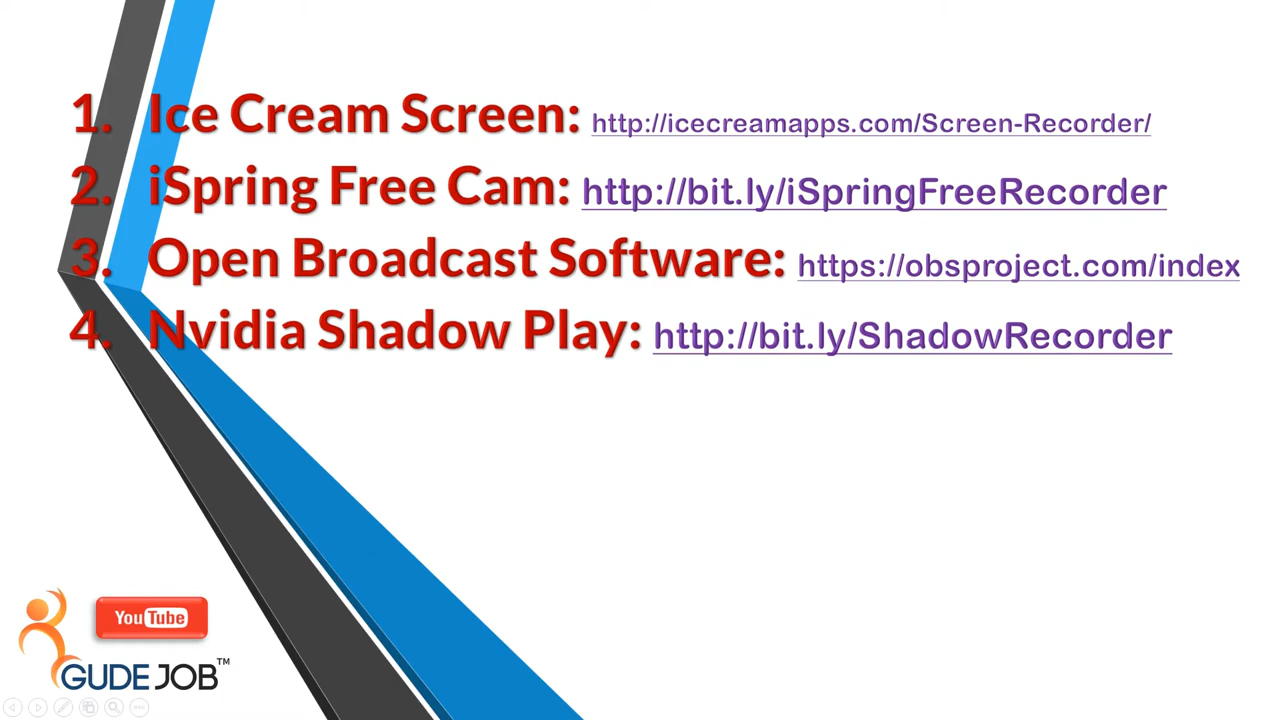 1. Ice Cream Screen: http://icecreamapps.com/Screen-Recorder/
2. iSpring Free Cam: http://bit.ly/iSpringFreeRecorder
3. Open Broadcast Software: https://obsproject.com/index
4. Nvidia Shadow Play: http://bit.ly/ShadowRecorder
YouTube
GUDE JOB™